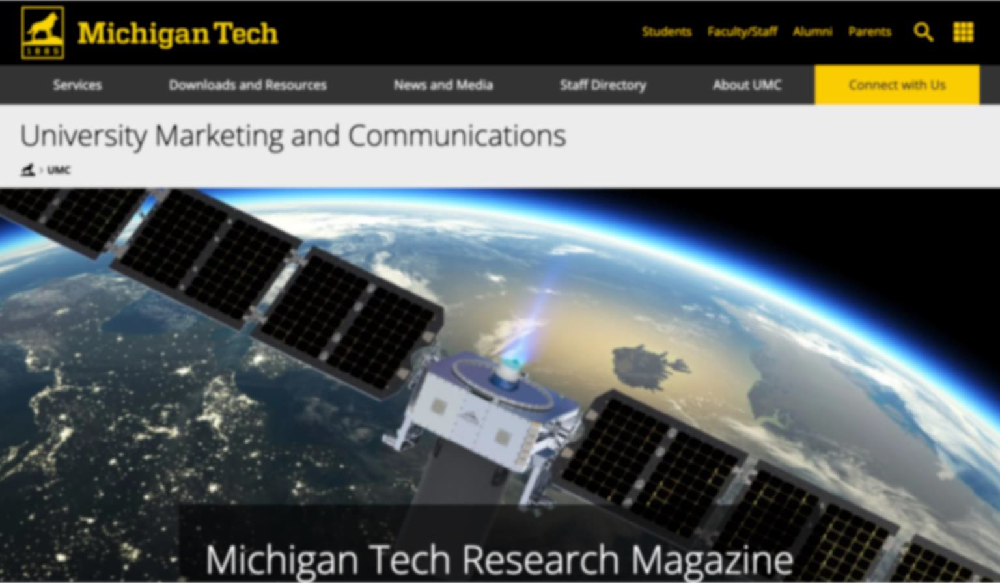 Michigan Tech
1885
Students Faculty/Staff Alumni Parents
Services Downloads and Resources News and Media Staff Directory About UMC Connect with Us
University Marketing and Communications
> UMC
Michigan Tech Research Magazine